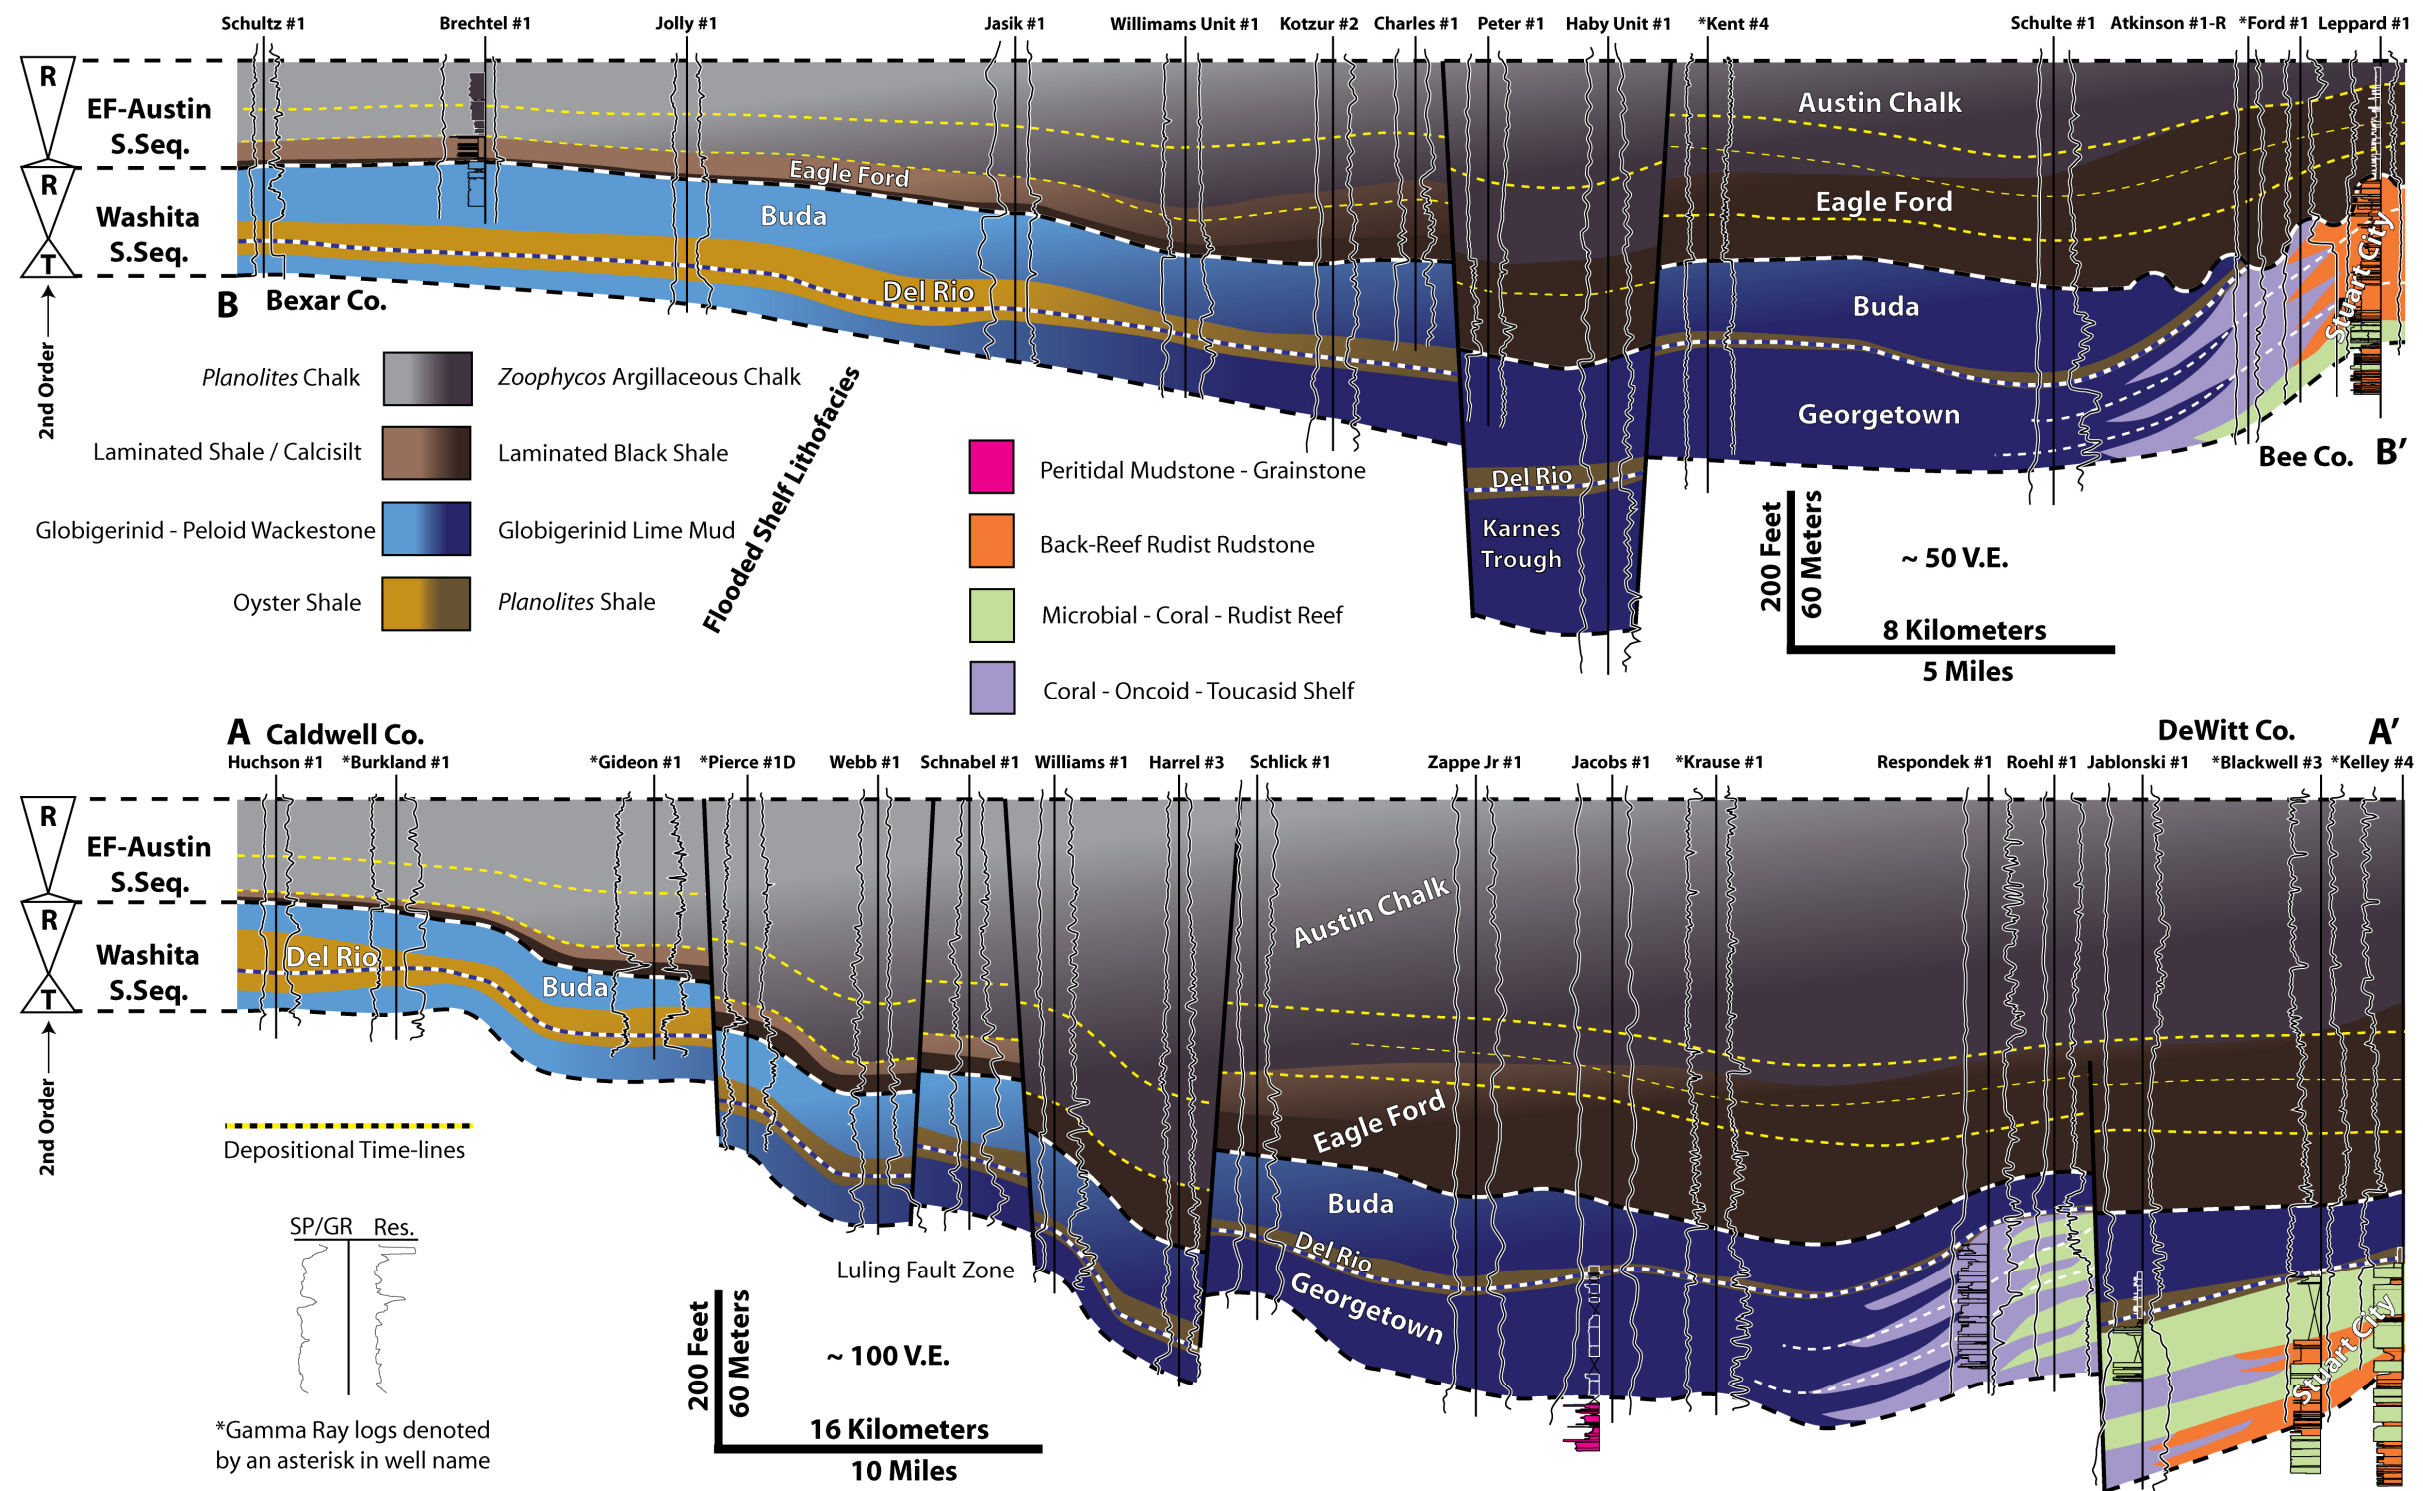 Schultz #1 Brechtel #1 Jolly #1 Jasik #1 Willimams Unit #1 Kotzur #2 Charles #1 Peter #1 Haby Unit #1 *Kent #4 Schulte #1 Atkinson #1-R *Ford #1 Leppard #1
R
EF-Austin
S.Seq.
R
Washita
S.Seq.
T
2nd Order
Austin Chalk
Eagle Ford
Eagle Ford
Buda
Del Rio
Buda
Georgetown
Stuart City
Del Rio
Karnes
Trough
B Bexar Co.
Bee Co. B’
Planolites Chalk
Zoophycos Argillaceous Chalk
Laminated Shale / Calcisilt
Laminated Black Shale
Globigerinid - Peloid Wackestone
Globigerinid Lime Mud
Oyster Shale
Planolites Shale
Flooded Shelf Lithofacies
Peritidal Mudstone - Grainstone
Back-Reef Rudist Rudstone
Microbial - Coral - Rudist Reef
Coral - Oncoid - Toucasid Shelf
200 Feet
60 Meters
~ 50 V.E.
8 Kilometers
5 Miles
A Caldwell Co.
DeWitt Co. A’
Huchson #1 *Burkland #1 *Gideon #1 *Pierce #1D Webb #1 Schnabel #1 Williams #1 Harrel #3 Schlick #1 Zappe Jr #1 Jacobs #1 *Krause #1 Respondek #1 Roehl #1 Jablonski #1 *Blackwell #3 *Kelley #4
R
EF-Austin
S.Seq.
R
Washita
S.Seq.
T
2nd Order
Del Rio
Buda
Austin Chalk
Eagle Ford
Buda
Del Rio
Georgetown
Stuart City
Depositional Time-lines
SP/GR Res.
Luling Fault Zone
*Gamma Ray logs denoted
by an asterisk in well name
200 Feet
60 Meters
~ 100 V.E.
16 Kilometers
10 Miles